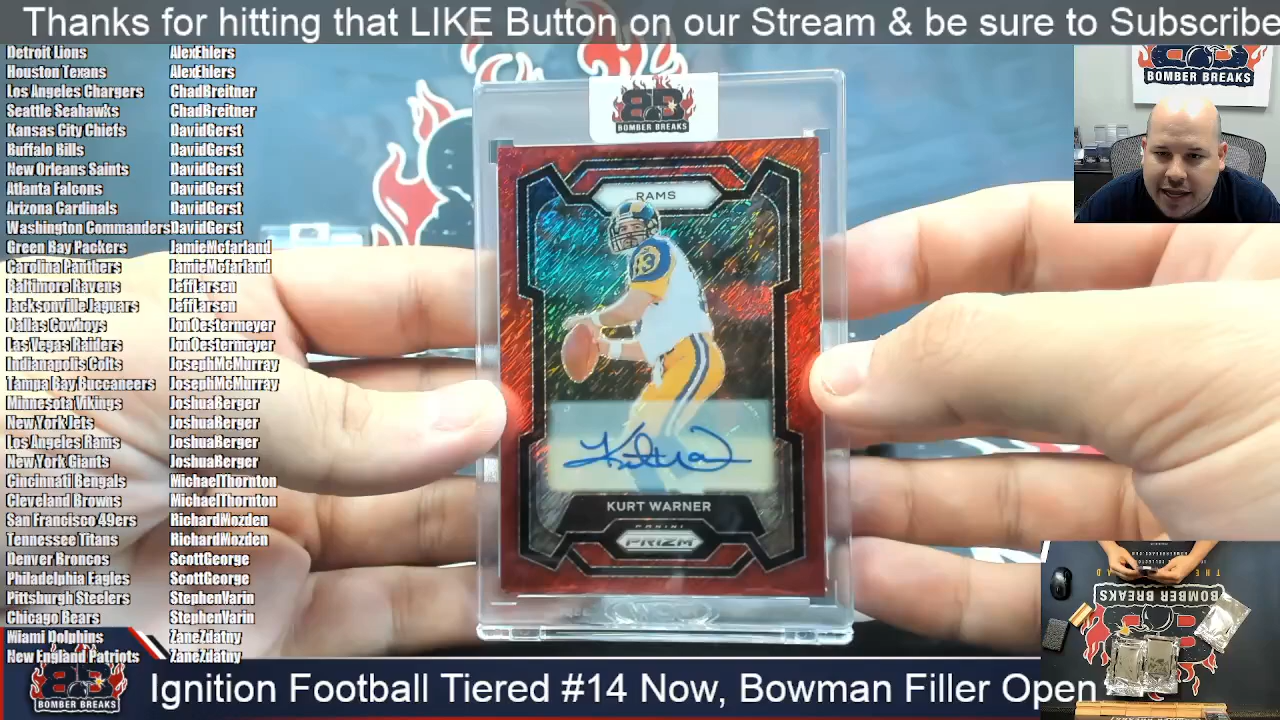 Thanks for hitting that LIKE Button on our Stream & be sure to Subscribe
Detroit Lions AlexEhlers
Houston Texans AlexEhlers
Los Angeles Chargers ChadBreitner
Seattle Seahawks ChadBreitner
Kansas City Chiefs DavidGerst
Buffalo Bills DavidGerst
New Orleans Saints DavidGerst
Atlanta Falcons DavidGerst
Arizona Cardinals DavidGerst
Washington Commanders DavidGerst
Green Bay Packers JamieMcfarland
Carolina Panthers JamieMcfarland
Baltimore Ravens JeffLarsen
Jacksonville Jaguars JeffLarsen
Dallas Cowboys JonOestermeyer
Las Vegas Raiders JonOestermeyer
Indianapolis Colts JosephMcMurray
Tampa Bay Buccaneers JosephMcMurray
Minnesota Vikings JoshuaBerger
New York Jets JoshuaBerger
Los Angeles Rams JoshuaBerger
New York Giants JoshuaBerger
Cincinnati Bengals MichaelThornton
Cleveland Browns MichaelThornton
San Francisco 49ers RichardMozden
Tennessee Titans RichardMozden
Denver Broncos ScottGeorge
Philadelphia Eagles ScottGeorge
Pittsburgh Steelers StephenVarin
Chicago Bears StephenVarin
Miami Dolphins ZaneZdatny
New England Patriots ZaneZdatny
BB
BOMBER BREAKS
RAMS
13
KURT WARNER
PANINI
PRIZM
BOMBER BREAKS
BOMBER BREAKS
BB
BOMBER BREAKS
Ignition Football Tiered #14 Now, Bowman Filler Open